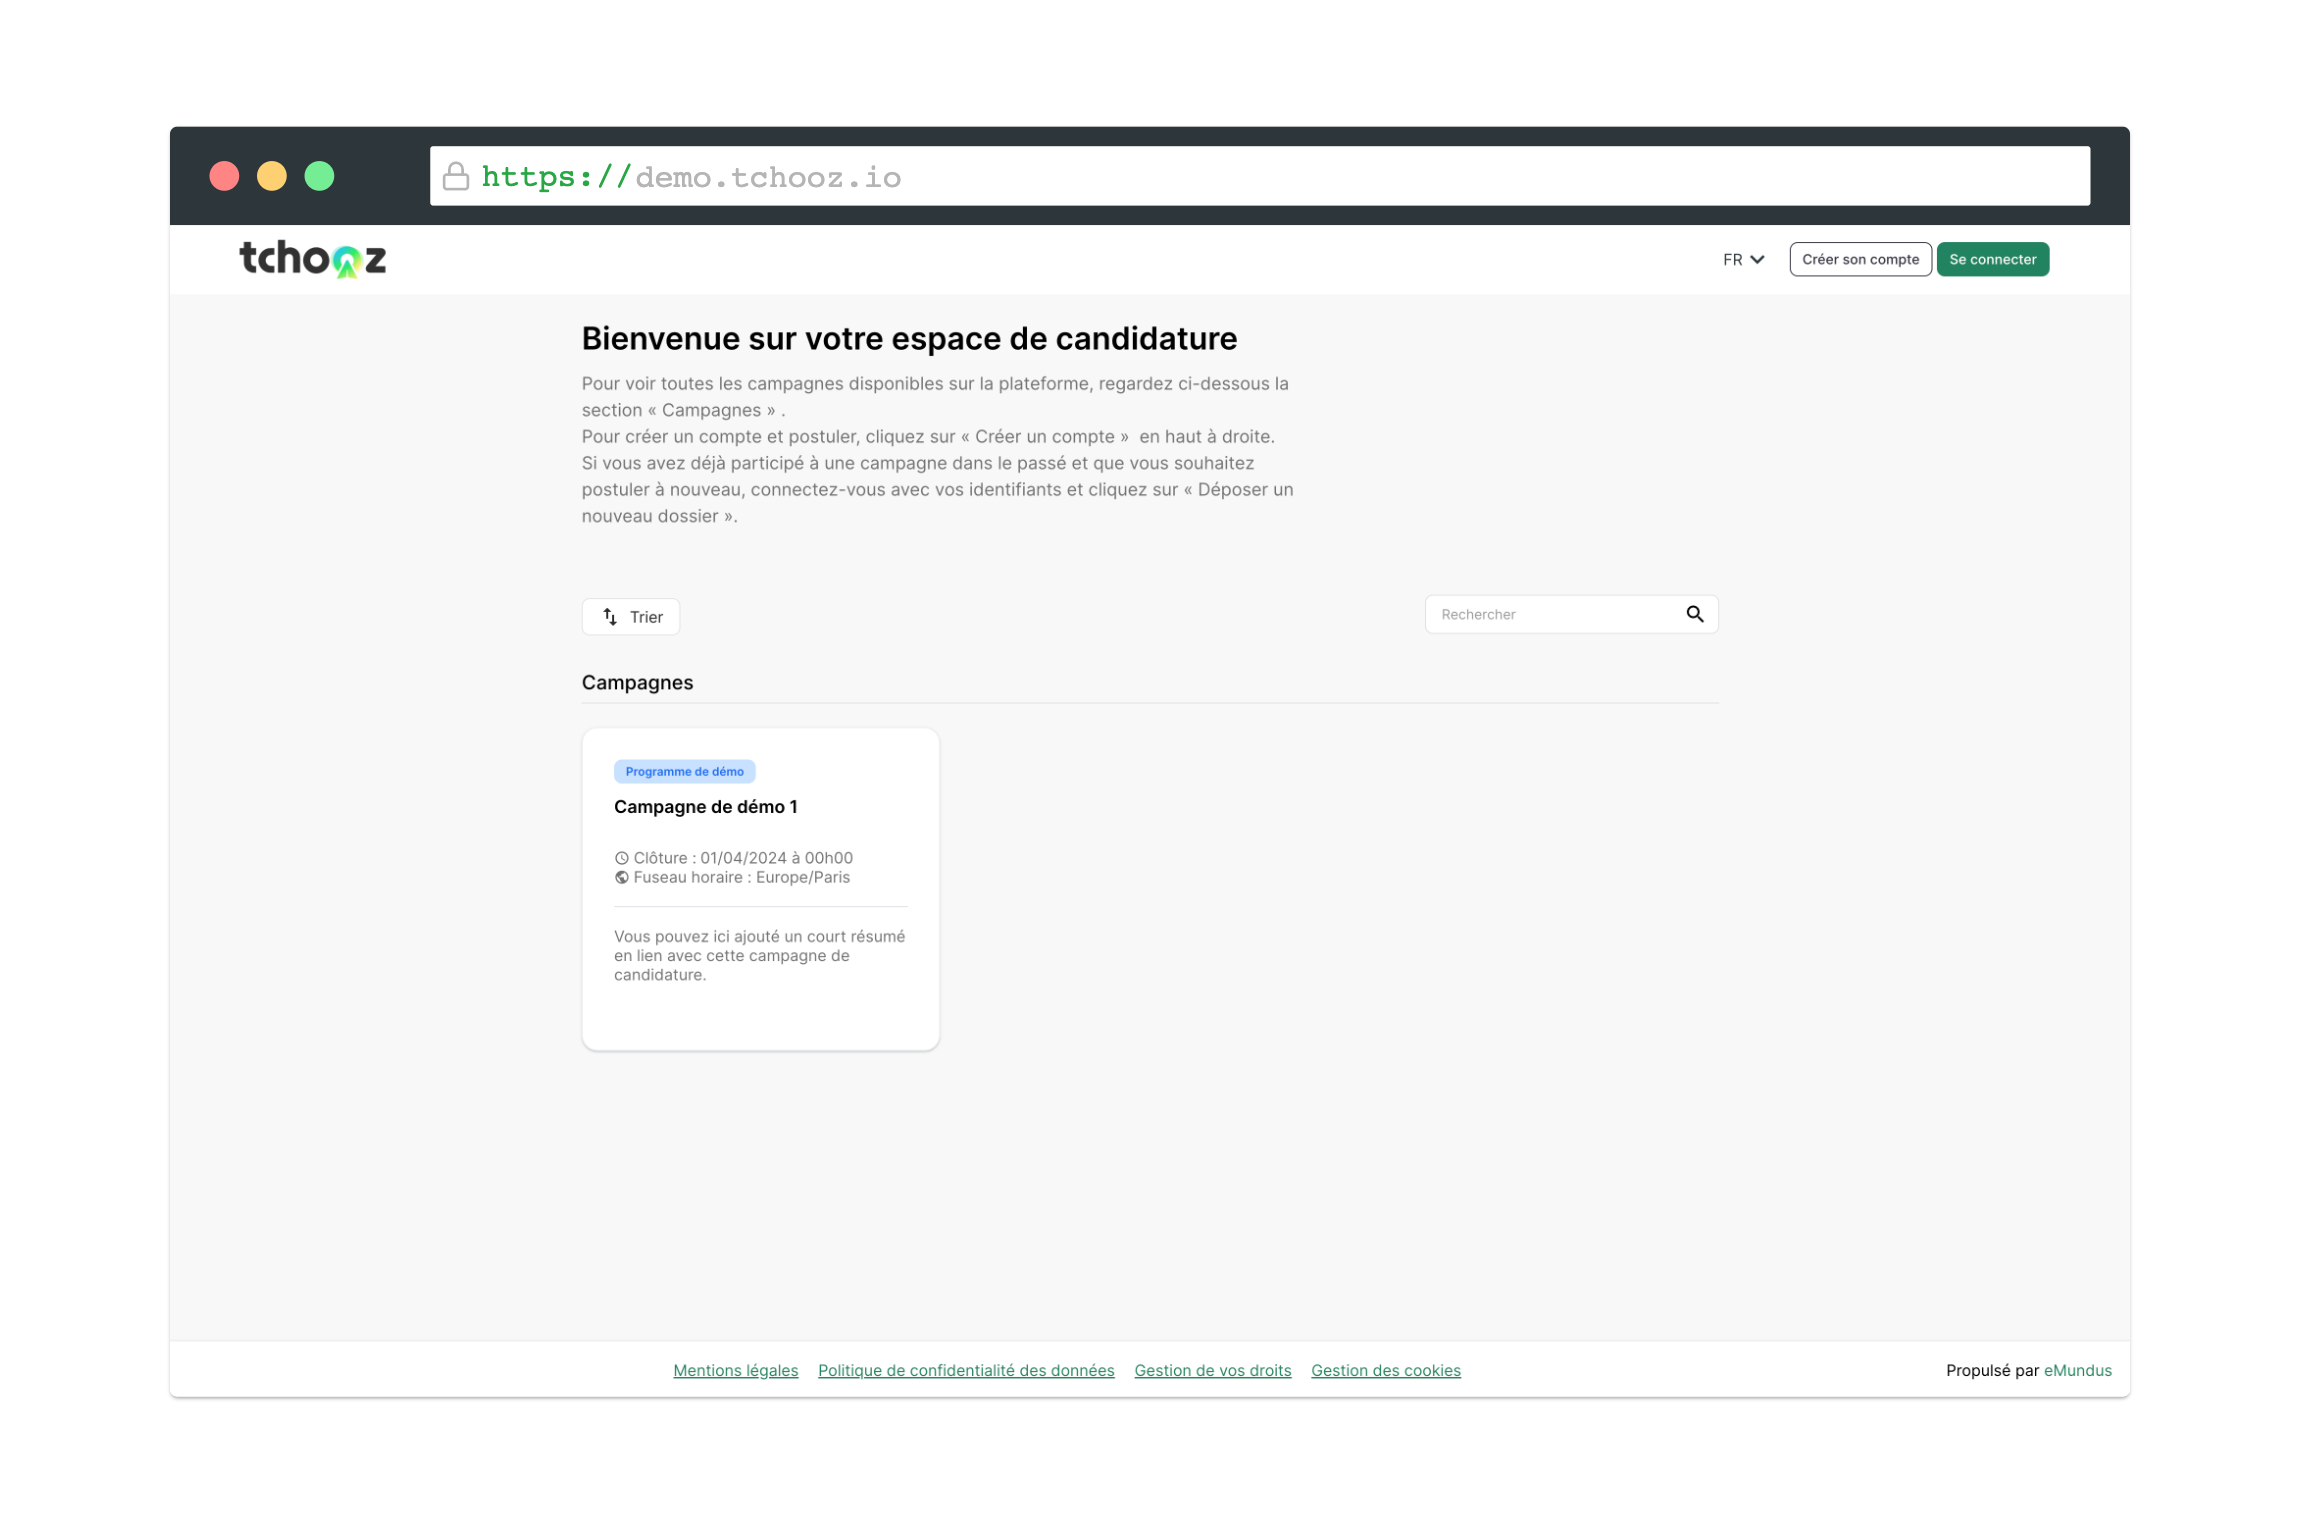 https://demo.tchooz.io
tchooz
FR
Créer son compte
Se connecter
Bienvenue sur votre espace de candidature
Pour voir toutes les campagnes disponibles sur la plateforme, regardez ci-dessous la
section « Campagnes » .
Pour créer un compte et postuler, cliquez sur « Créer un compte »  en haut à droite.
Si vous avez déjà participé à une campagne dans le passé et que vous souhaitez
postuler à nouveau, connectez-vous avec vos identifiants et cliquez sur « Déposer un
nouveau dossier ».
Trier
Rechercher
Campagnes
Programme de démo
Campagne de démo 1
Clôture : 01/04/2024 à 00h00
Fuseau horaire : Europe/Paris
Vous pouvez ici ajouté un court résumé
en lien avec cette campagne de
candidature.
Mentions légales
Politique de confidentialité des données
Gestion de vos droits
Gestion des cookies
Propulsé par eMundus